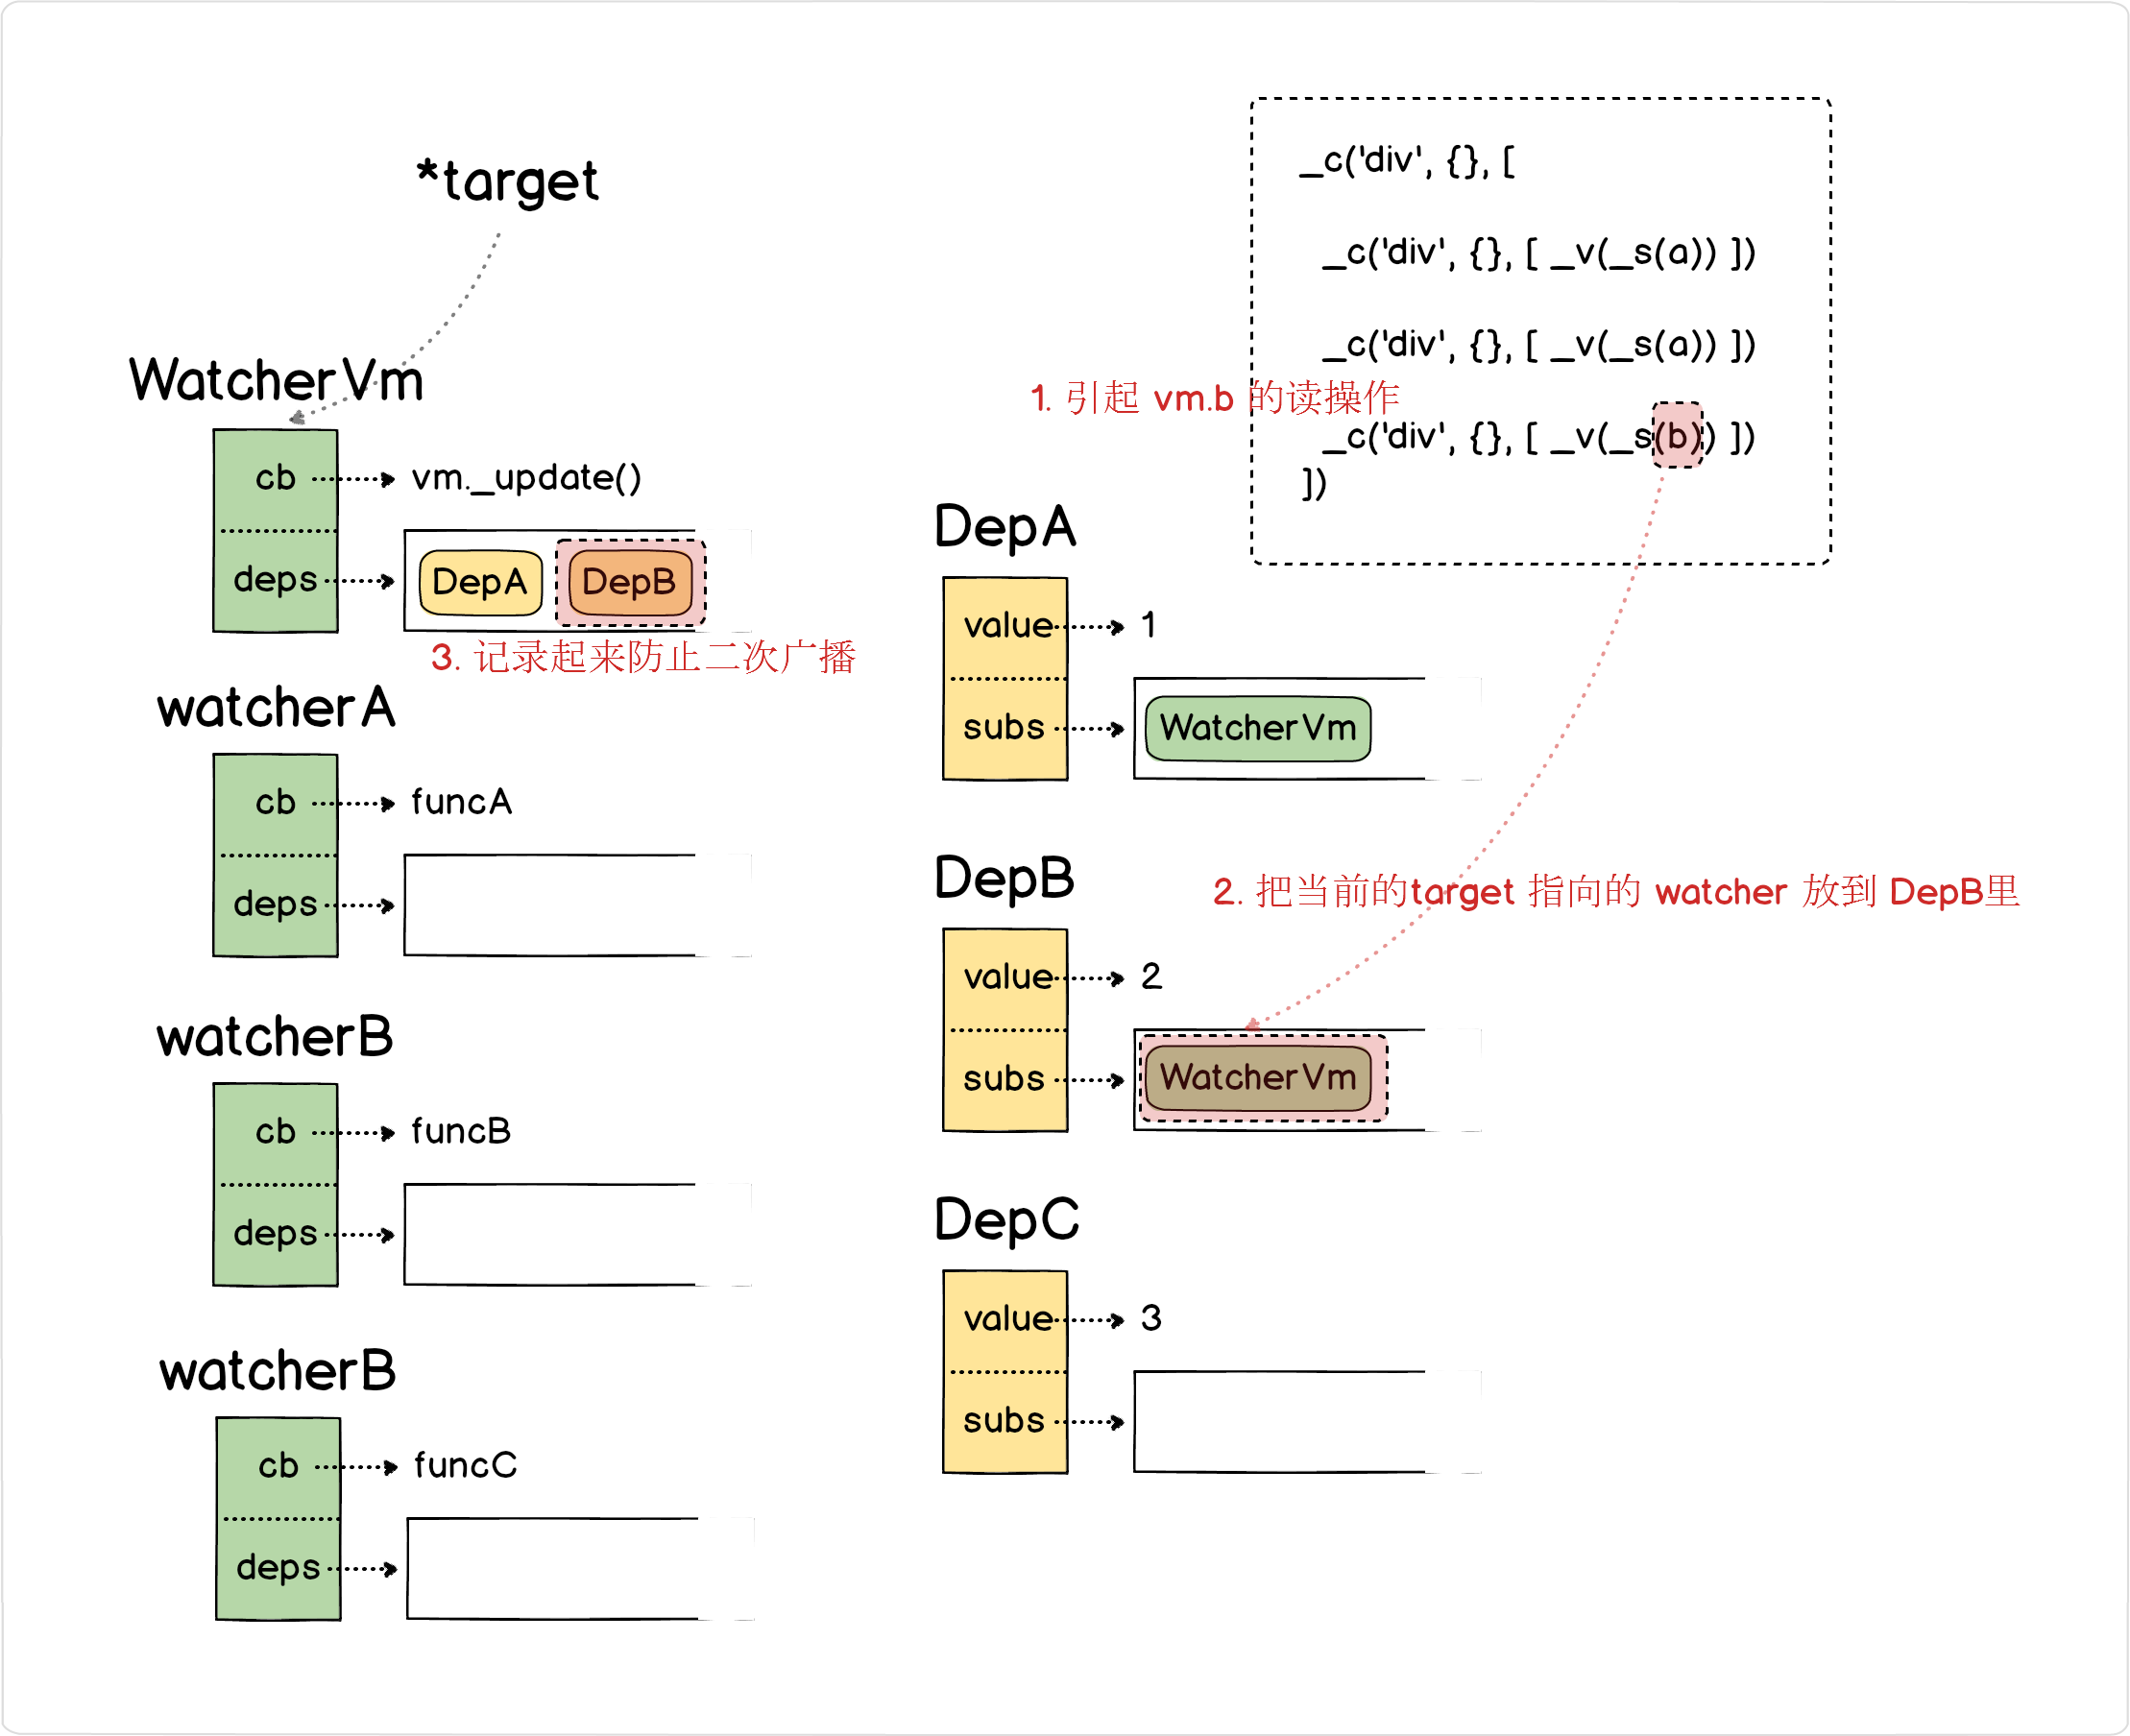 *target
WatcherVm
cb
vm._update()
deps
DepA
DepB
3. 记录起来防止二次广播
watcherA
cb
funcA
deps
watcherB
cb
funcB
deps
watcherB
cb
funcC
deps
_c('div', {}, [
_c('div', {}, [ _v(_s(a)) ])
_c('div', {}, [ _v(_s(a)) ])
1. 引起 vm.b 的读操作
_c('div', {}, [ _v(_s(b)) ])
])
DepA
value
1
subs
WatcherVm
DepB
2. 把当前的target 指向的 watcher 放到 DepB里
value
2
subs
WatcherVm
DepC
value
3
subs